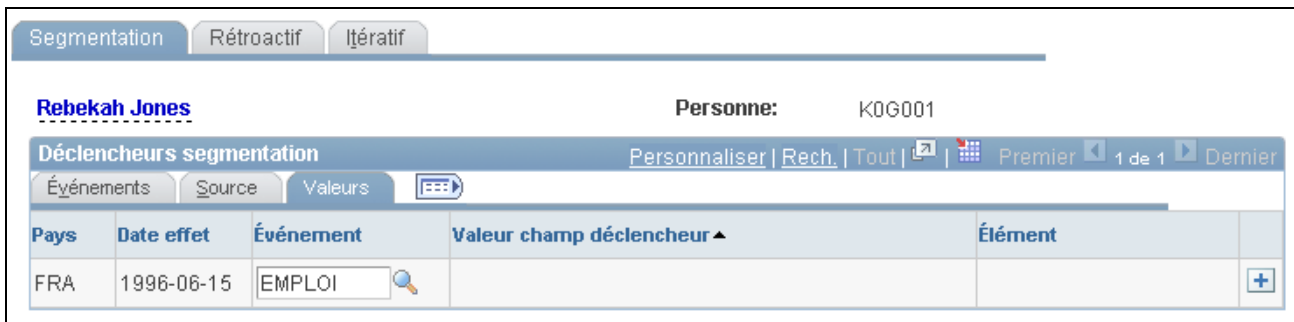 Segmentation Rétroactif Itératif
Rebekah Jones Personne: K0G001
Déclencheurs segmentation Personnaliser | Rech. | Tout | | Premier 1 de 1 Dernier
Événements Source Valeurs
Pays Date effet Événement Valeur champ déclencheur Élément
FRA 1996-06-15 EMPLOI